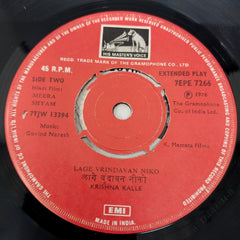 HIS MASTER'S VOICE
REGD. TRADE MARK OF THE GRAMOPHONE CO. LTD.
45 R.P.M.
EXTENDED PLAY
SIDE TWO
7EPE 7266
Hindi Film:
MEERA
SHYAM
℗ 1976
The Gramophone
Co. of India Ltd.
7TJW 13294
Music:
Govind Naresh
K. Mamata Films
LAGE VRINDAVAN NIKO
लागे वृंदावन नीको
KRISHNA KALLE
EMI
MADE IN INDIA